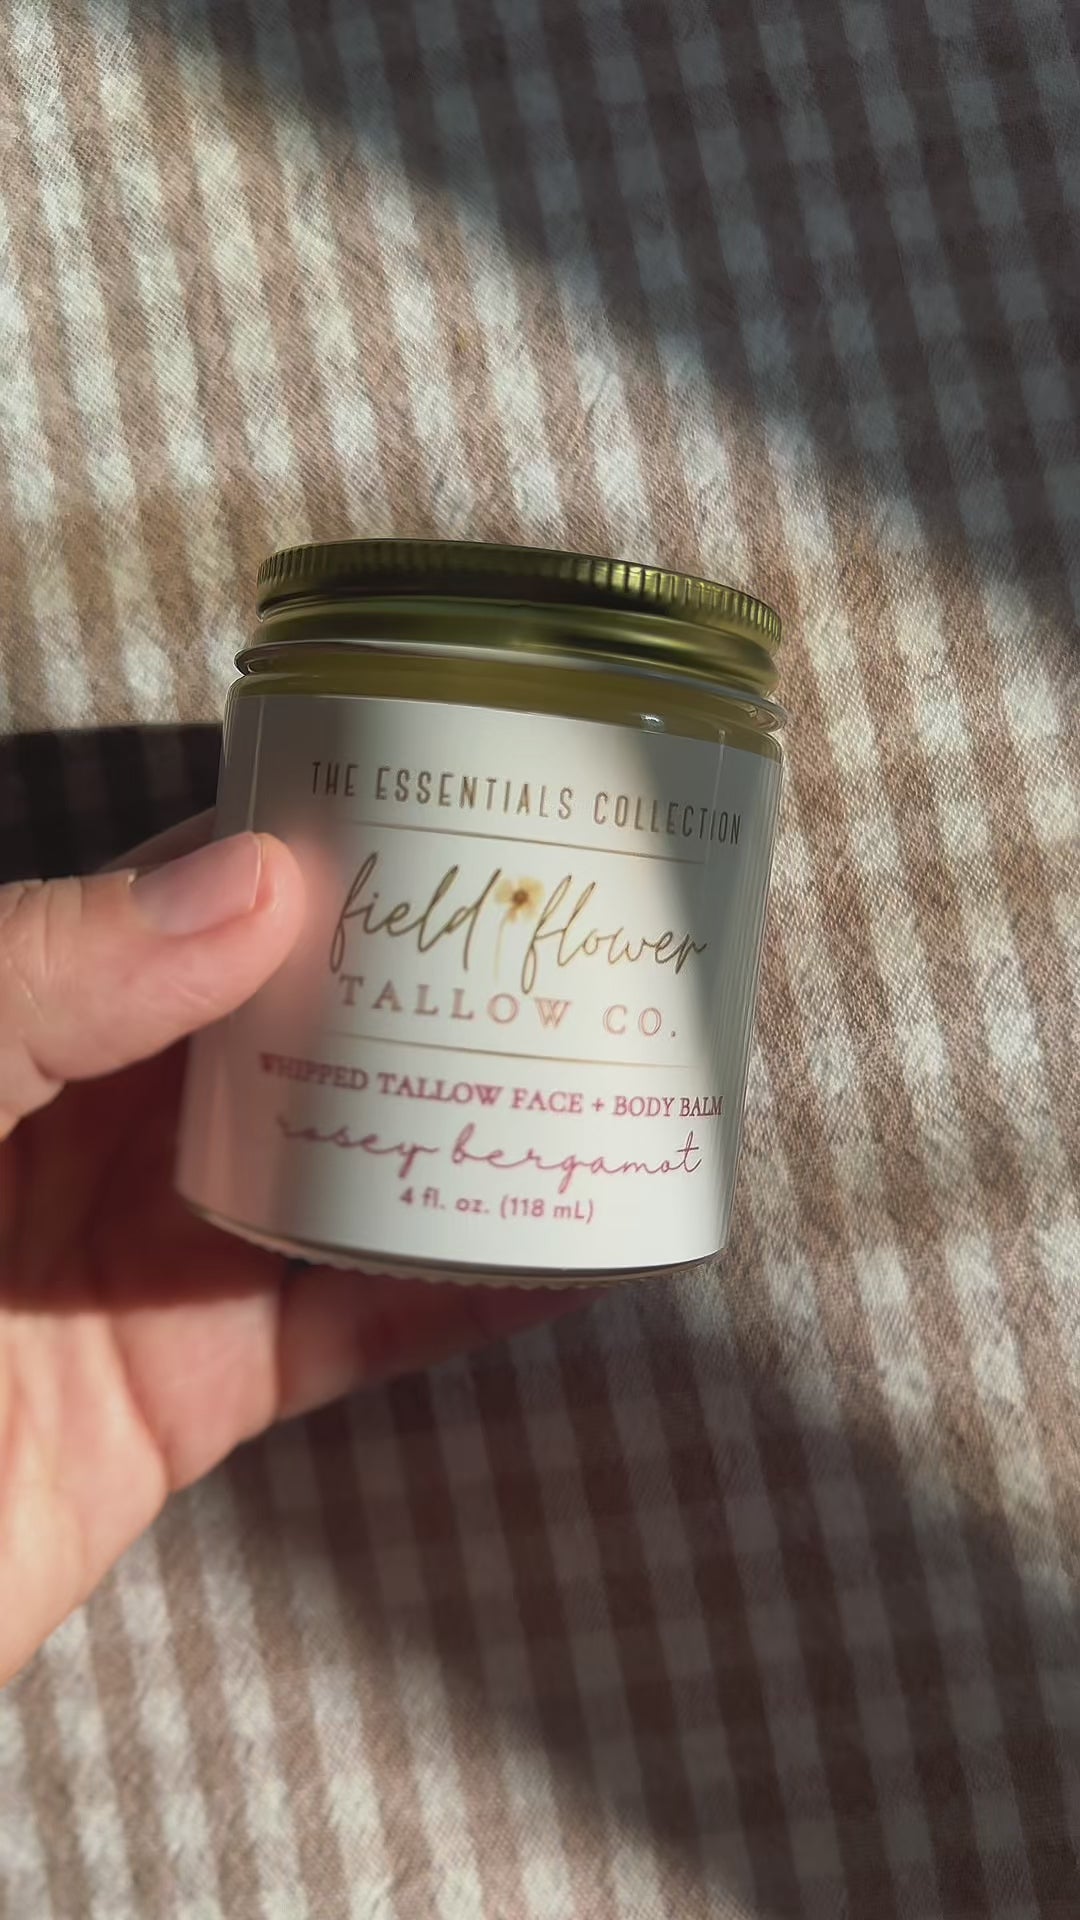 THE ESSENTIALS COLLECTION
field flower
TALLOW CO.
WHIPPED TALLOW FACE + BODY BALM
rosey bergamot
4 fl. oz. (118 mL)